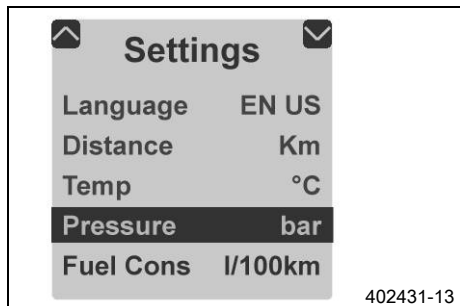 Settings
Language EN US
Distance Km
Temp °C
Pressure bar
Fuel Cons l/100km
402431-13